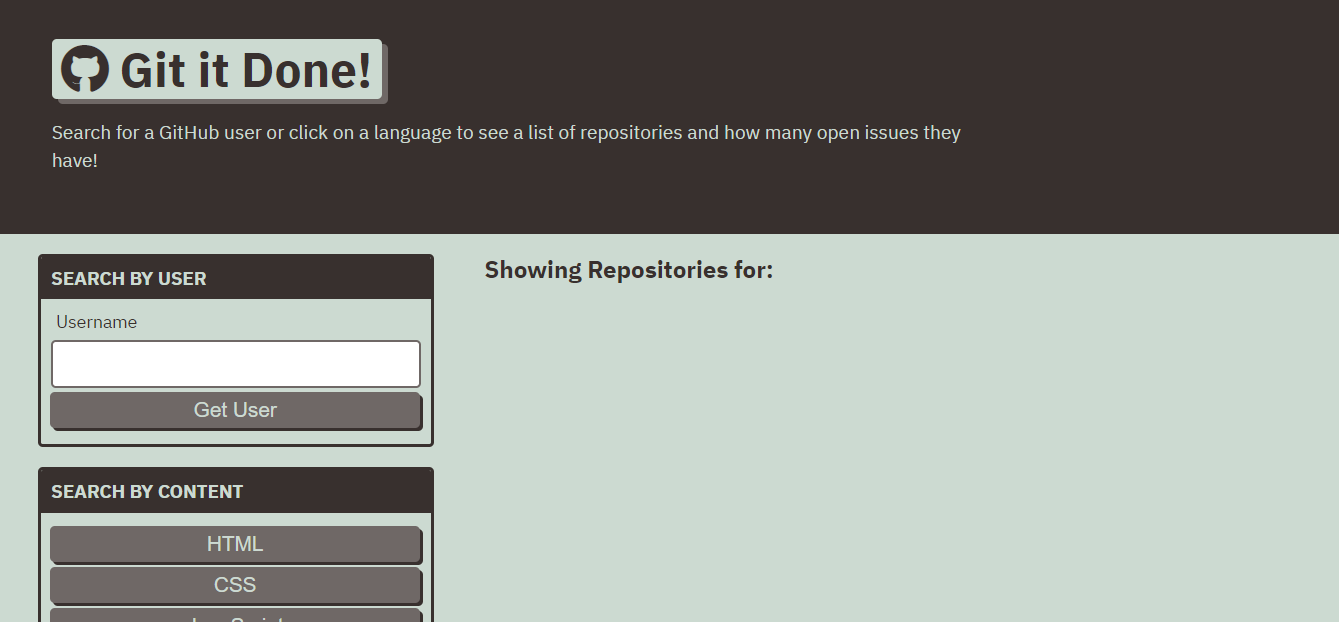 Git it Done!
Search for a GitHub user or click on a language to see a list of repositories and how many open issues they
have!
SEARCH BY USER
Username
Get User
Showing Repositories for:
SEARCH BY CONTENT
HTML
CSS